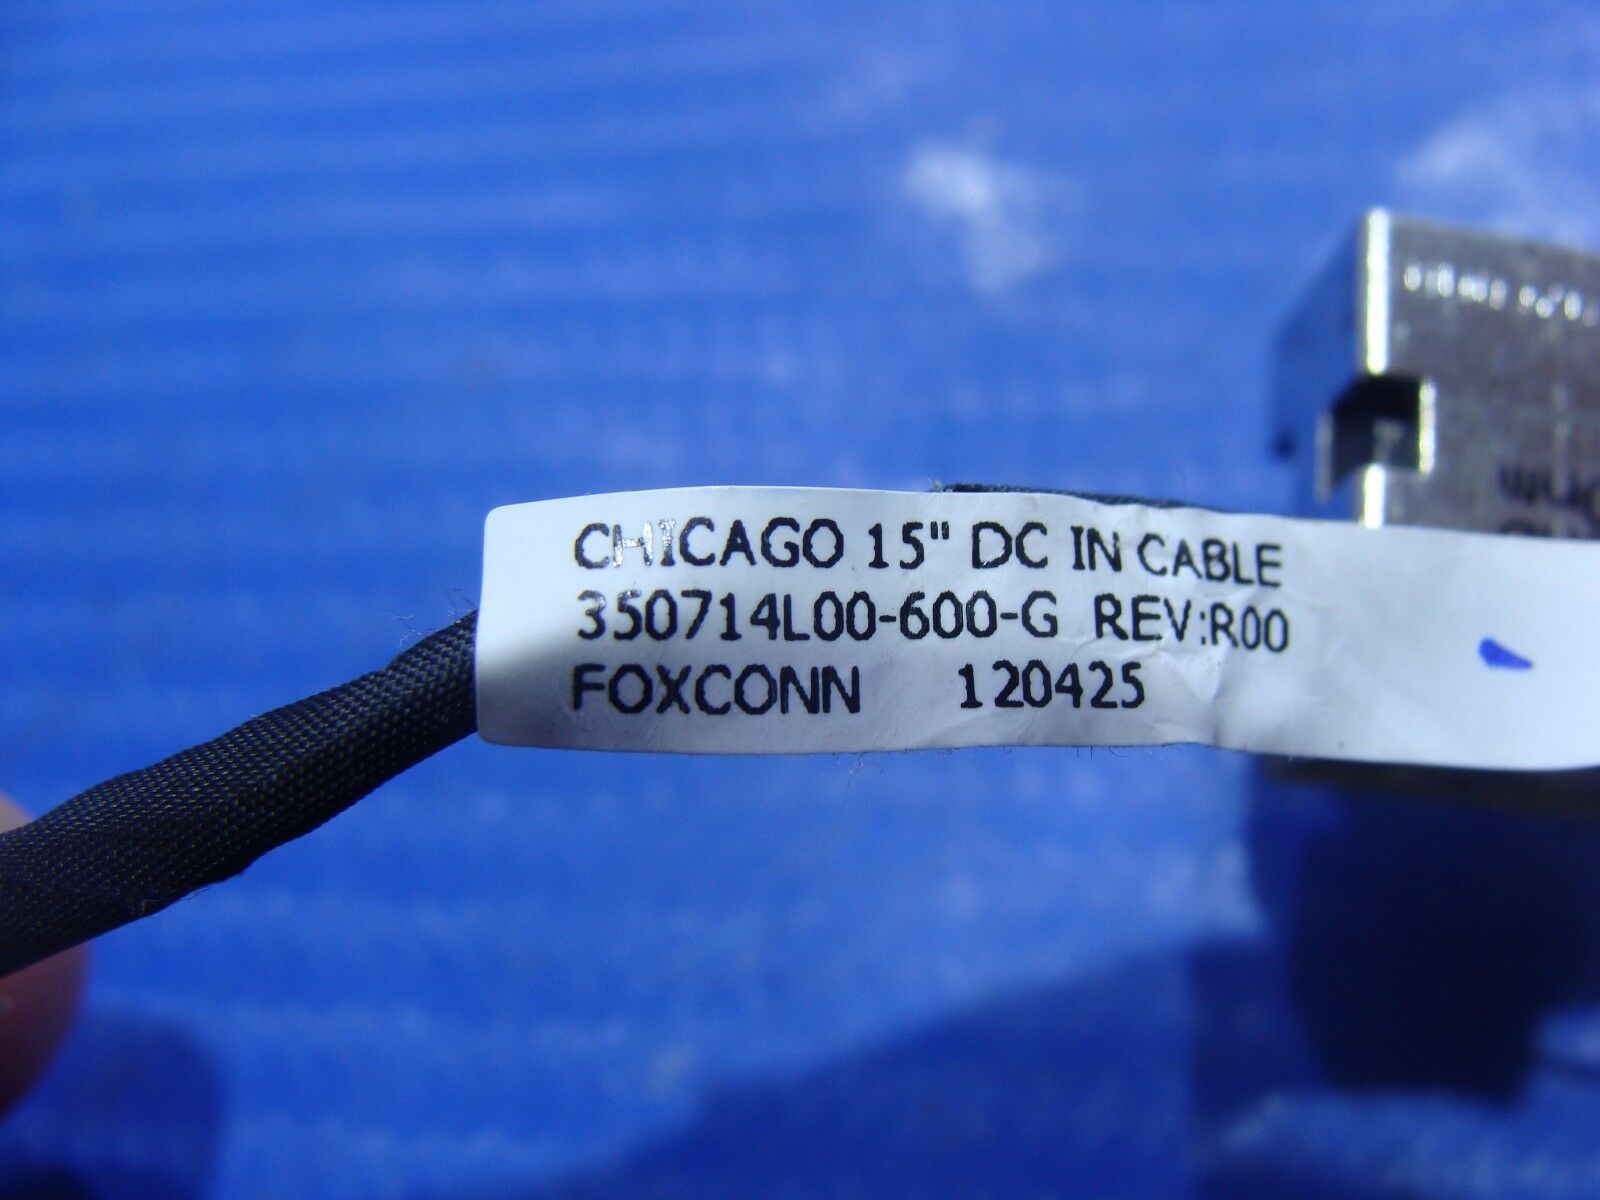 CHICAGO 15" DC IN CABLE
350714L00-600-G REV:R00
FOXCONN 120425